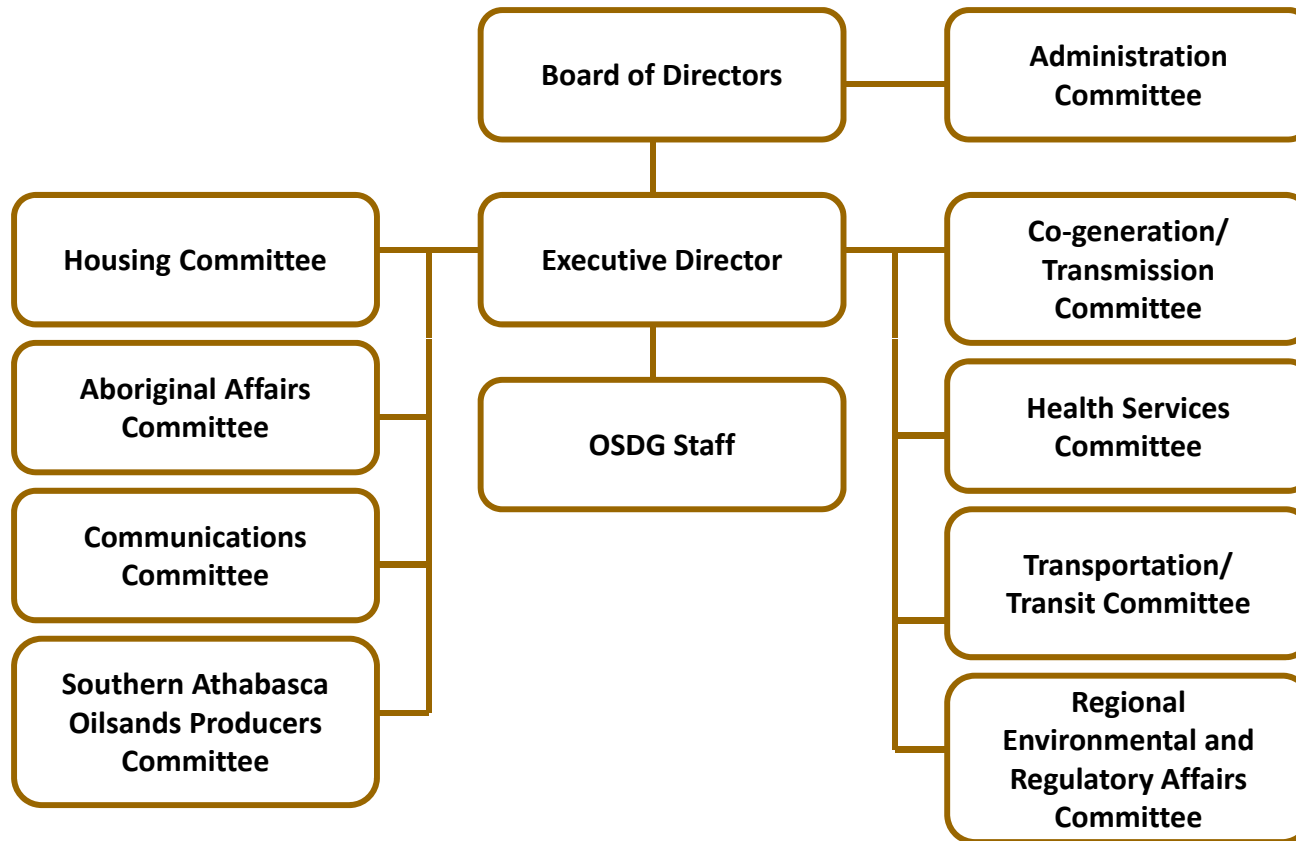 Board of Directors
Administration
Committee
Housing Committee
Executive Director
Co-generation/
Transmission
Committee
Aboriginal Affairs
Committee
OSDG Staff
Health Services
Committee
Communications
Committee
Transportation/
Transit Committee
Southern Athabasca
Oilsands Producers
Committee
Regional
Environmental and
Regulatory Affairs
Committee